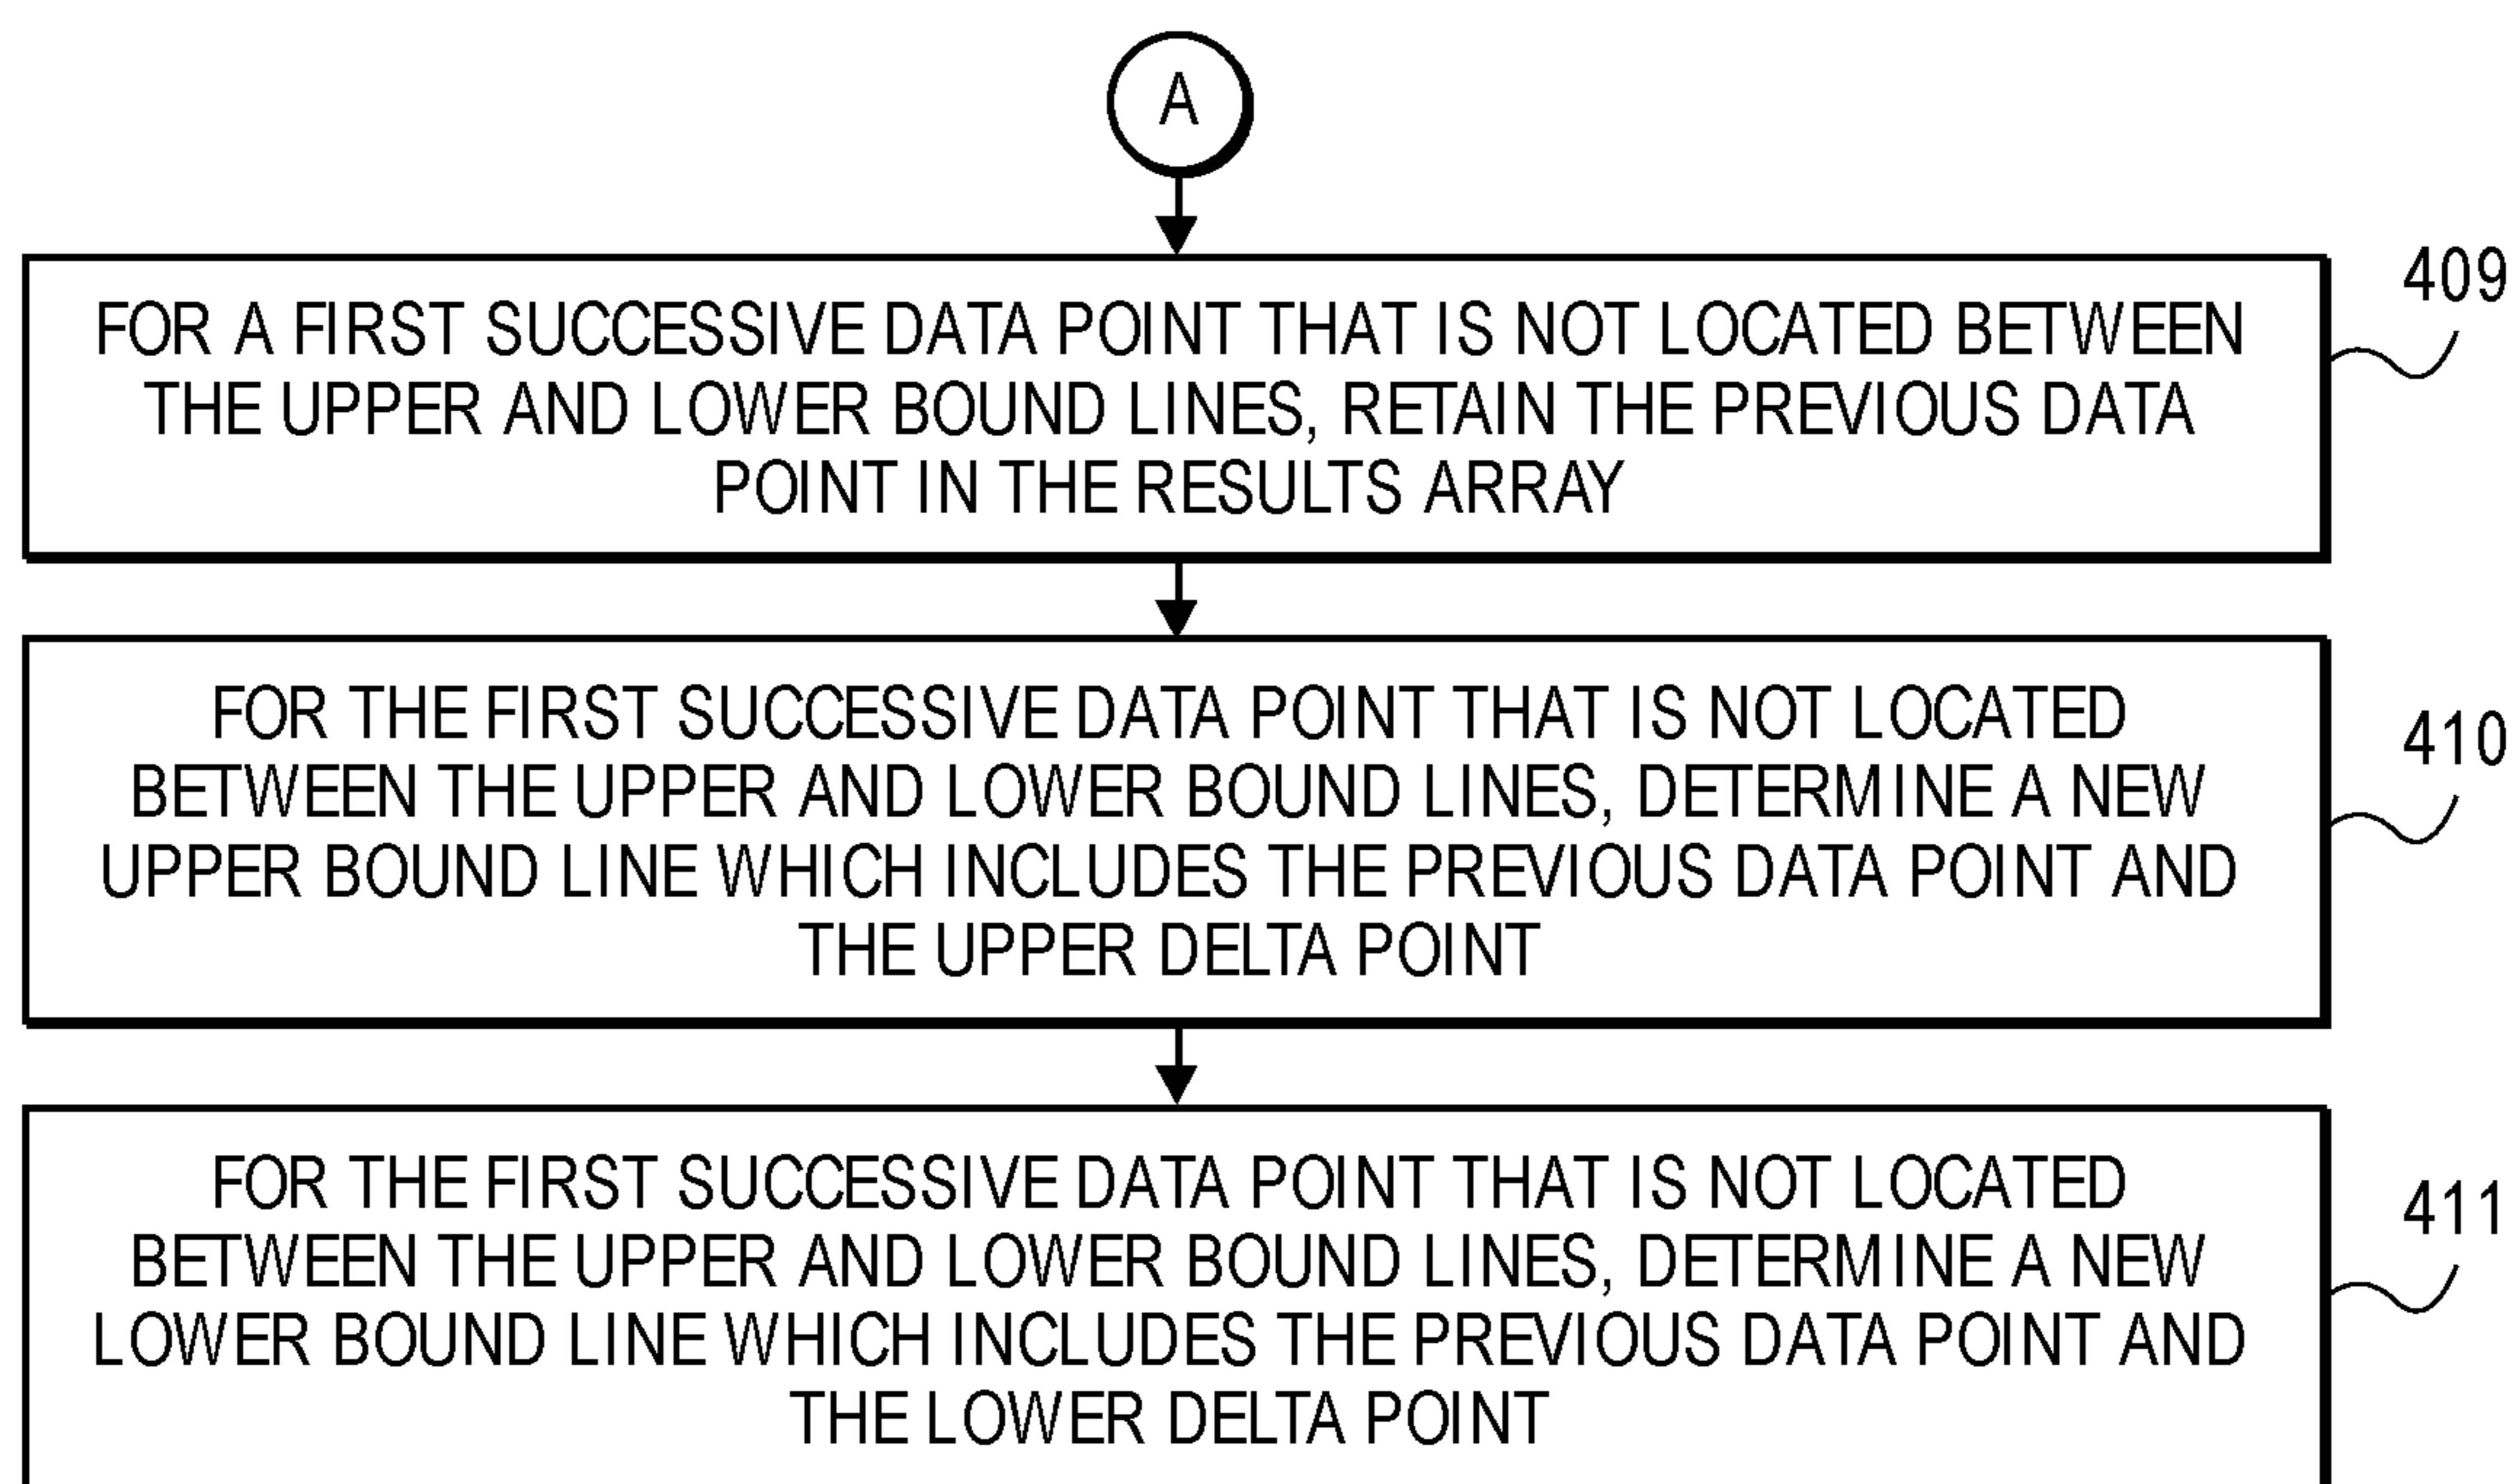 A
FOR A FIRST SUCCESSIVE DATA POINT THAT IS NOT LOCATED BETWEEN
THE UPPER AND LOWER BOUND LINES, RETAIN THE PREVIOUS DATA
POINT IN THE RESULTS ARRAY
409
FOR THE FIRST SUCCESSIVE DATA POINT THAT IS NOT LOCATED
BETWEEN THE UPPER AND LOWER BOUND LINES, DETERMINE A NEW
UPPER BOUND LINE WHICH INCLUDES THE PREVIOUS DATA POINT AND
THE UPPER DELTA POINT
410
FOR THE FIRST SUCCESSIVE DATA POINT THAT IS NOT LOCATED
BETWEEN THE UPPER AND LOWER BOUND LINES, DETERMINE A NEW
LOWER BOUND LINE WHICH INCLUDES THE PREVIOUS DATA POINT AND
THE LOWER DELTA POINT
411